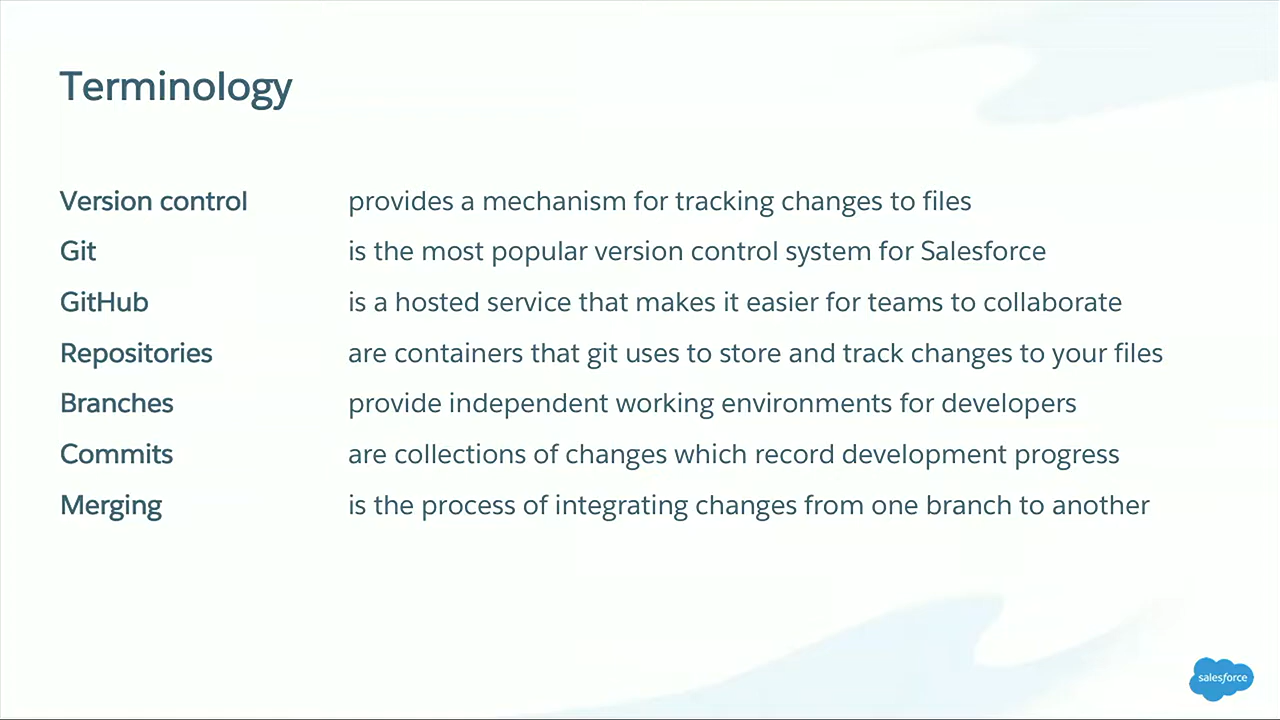 Terminology
Version control provides a mechanism for tracking changes to files
Git is the most popular version control system for Salesforce
GitHub is a hosted service that makes it easier for teams to collaborate
Repositories are containers that git uses to store and track changes to your files
Branches provide independent working environments for developers
Commits are collections of changes which record development progress
Merging is the process of integrating changes from one branch to another
salesforce